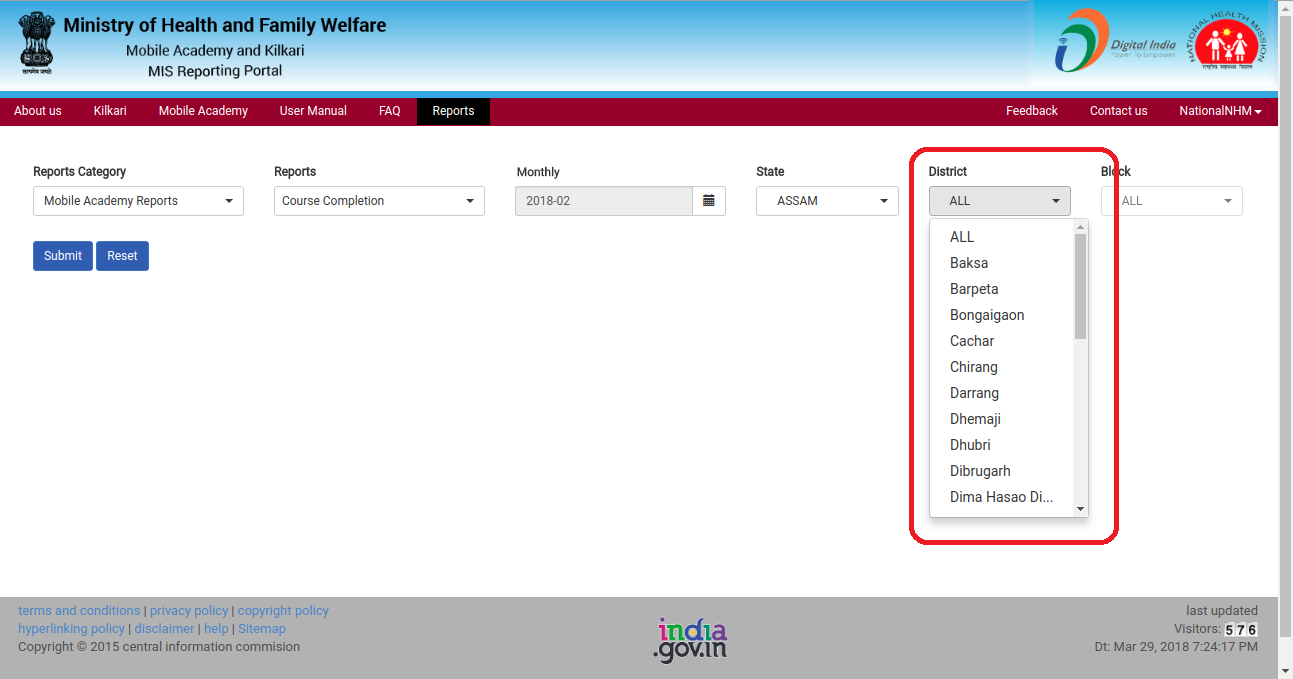 Ministry of Health and Family Welfare
Mobile Academy and Kilkari
MIS Reporting Portal
सत्यमेव जयते
Digital India
Power To Empower
NATIONAL HEALTH MISSION
राष्ट्रीय स्वास्थ्य मिशन
About us Kilkari Mobile Academy User Manual FAQ Reports Feedback Contact us NationalNHM
Reports Category Reports Monthly State District Block
Mobile Academy Reports Course Completion 2018-02 ASSAM ALL ALL
Submit Reset
ALL
Baksa
Barpeta
Bongaigaon
Cachar
Chirang
Darrang
Dhemaji
Dhubri
Dibrugarh
Dima Hasao Di...
terms and conditions | privacy policy | copyright policy
hyperlinking policy | disclaimer | help | Sitemap
Copyright © 2015 central information commision
india
.gov.in
last updated
Visitors: 576
Dt: Mar 29, 2018 7:24:17 PM